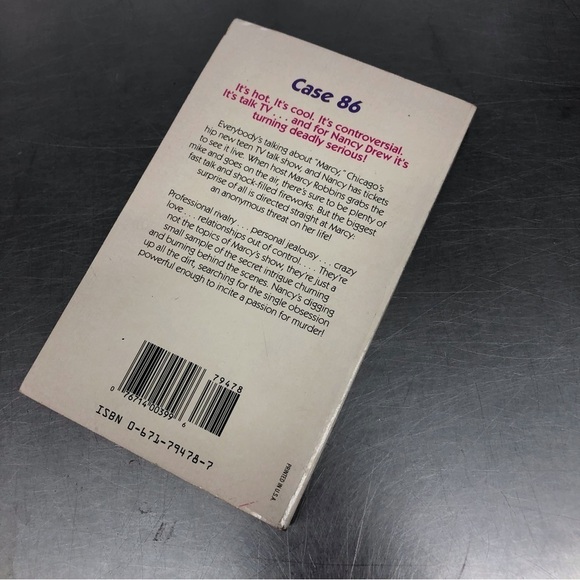 Case 86
It's hot. It's cool. It's controversial.
It's talk TV . . . and for Nancy Drew it's
turning deadly serious!
Everybody's talking about "Marcy," Chicago's
hip new teen TV talk show, and Nancy has tickets
to see it live. When host Marcy Robbins grabs the
mike and goes on the air, there's sure to be plenty of
fast talk and shock-filled fireworks. But the biggest
surprise of all is directed straight at Marcy:
an anonymous threat on her life!
Professional rivalry . . . personal jealousy . . . crazy
love . . . relationships out of control . . . . They're
not the topics of Marcy's show, they're just a
small sample of the secret intrigue churning
and burning behind the scenes. Nancy's digging
up all the dirt, searching for the single obsession
powerful enough to incite a passion for murder!
79478
0 76714 00399 6
ISBN 0-671-79478-7
PRINTED IN U.S.A.